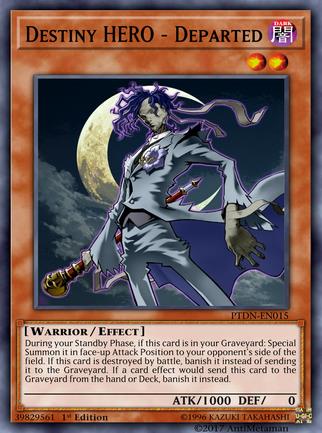 DESTINY HERO - DEPARTED
DARK
闇
PTDN-EN015
[WARRIOR / EFFECT]
During your Standby Phase, if this card is in your Graveyard: Special
Summon it in face-up Attack Position to your opponent's side of the
field. If this card is destroyed by battle, banish it instead of sending
it to the Graveyard. If a card effect would send this card to the
Graveyard from the hand or Deck, banish it instead.
ATK/1000 DEF/ 0
39829561 1st Edition ©1996 KAZUKI TAKAHASHI
©2017 AntiMetaman